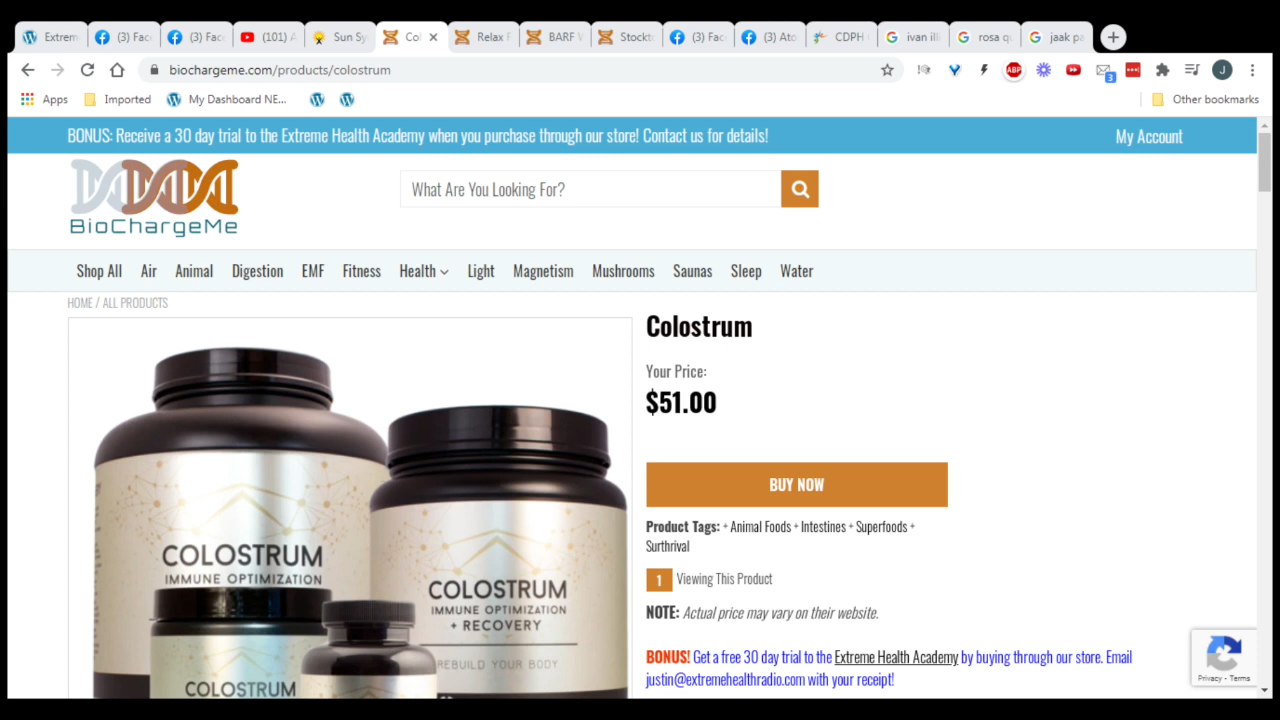 Extrem
(3) Fac
(3) Fac
(101) A
Sun Sy
Col
Relax F
BARF V
Stockto
(3) Fac
(3) Ato
CDPH
ivan illi
rosa qu
jaak pa
biochargeme.com/products/colostrum
ABP
3
J
Apps
Imported
My Dashboard NE...
Other bookmarks
BONUS: Receive a 30 day trial to the Extreme Health Academy when you purchase through our store! Contact us for details!
My Account
BioChargeMe
What Are You Looking For?
Shop All
Air
Animal
Digestion
EMF
Fitness
Health
Light
Magnetism
Mushrooms
Saunas
Sleep
Water
HOME / ALL PRODUCTS
Colostrum
Your Price:
$51.00
BUY NOW
Product Tags: + Animal Foods + Intestines + Superfoods +
Surthrival
1 Viewing This Product
NOTE: Actual price may vary on their website.
BONUS! Get a free 30 day trial to the Extreme Health Academy by buying through our store. Email
justin@extremehealthradio.com with your receipt!
COLOSTRUM
IMMUNE OPTIMIZATION
COLOSTRUM
IMMUNE OPTIMIZATION
+ RECOVERY
REBUILD YOUR BODY
COLOSTRUM
Privacy - Terms